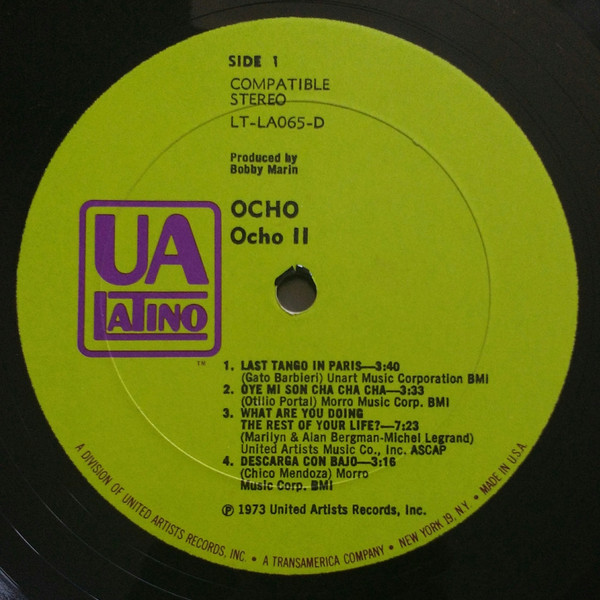 SIDE 1
COMPATIBLE
STEREO
LT-LA065-D
Produced by
Bobby Marin
OCHO
Ocho II
UA
LATINO
TM
1. LAST TANGO IN PARIS—3:40
(Gato Barbieri) Unart Music Corporation BMI
2. OYE MI SON CHA CHA CHA—3:33
(Otilio Portal) Morro Music Corp. BMI
3. WHAT ARE YOU DOING
THE REST OF YOUR LIFE?—7:23
(Marilyn & Alan Bergman-Michel Legrand)
United Artists Music Co., Inc. ASCAP
4. DESCARGA CON BAJO—3:16
(Chico Mendoza) Morro
Music Corp. BMI
℗ 1973 United Artists Records, Inc.
A DIVISION OF UNITED ARTISTS RECORDS, INC. • A TRANSAMERICA COMPANY • NEW YORK 19, N.Y. • MADE IN U.S.A.